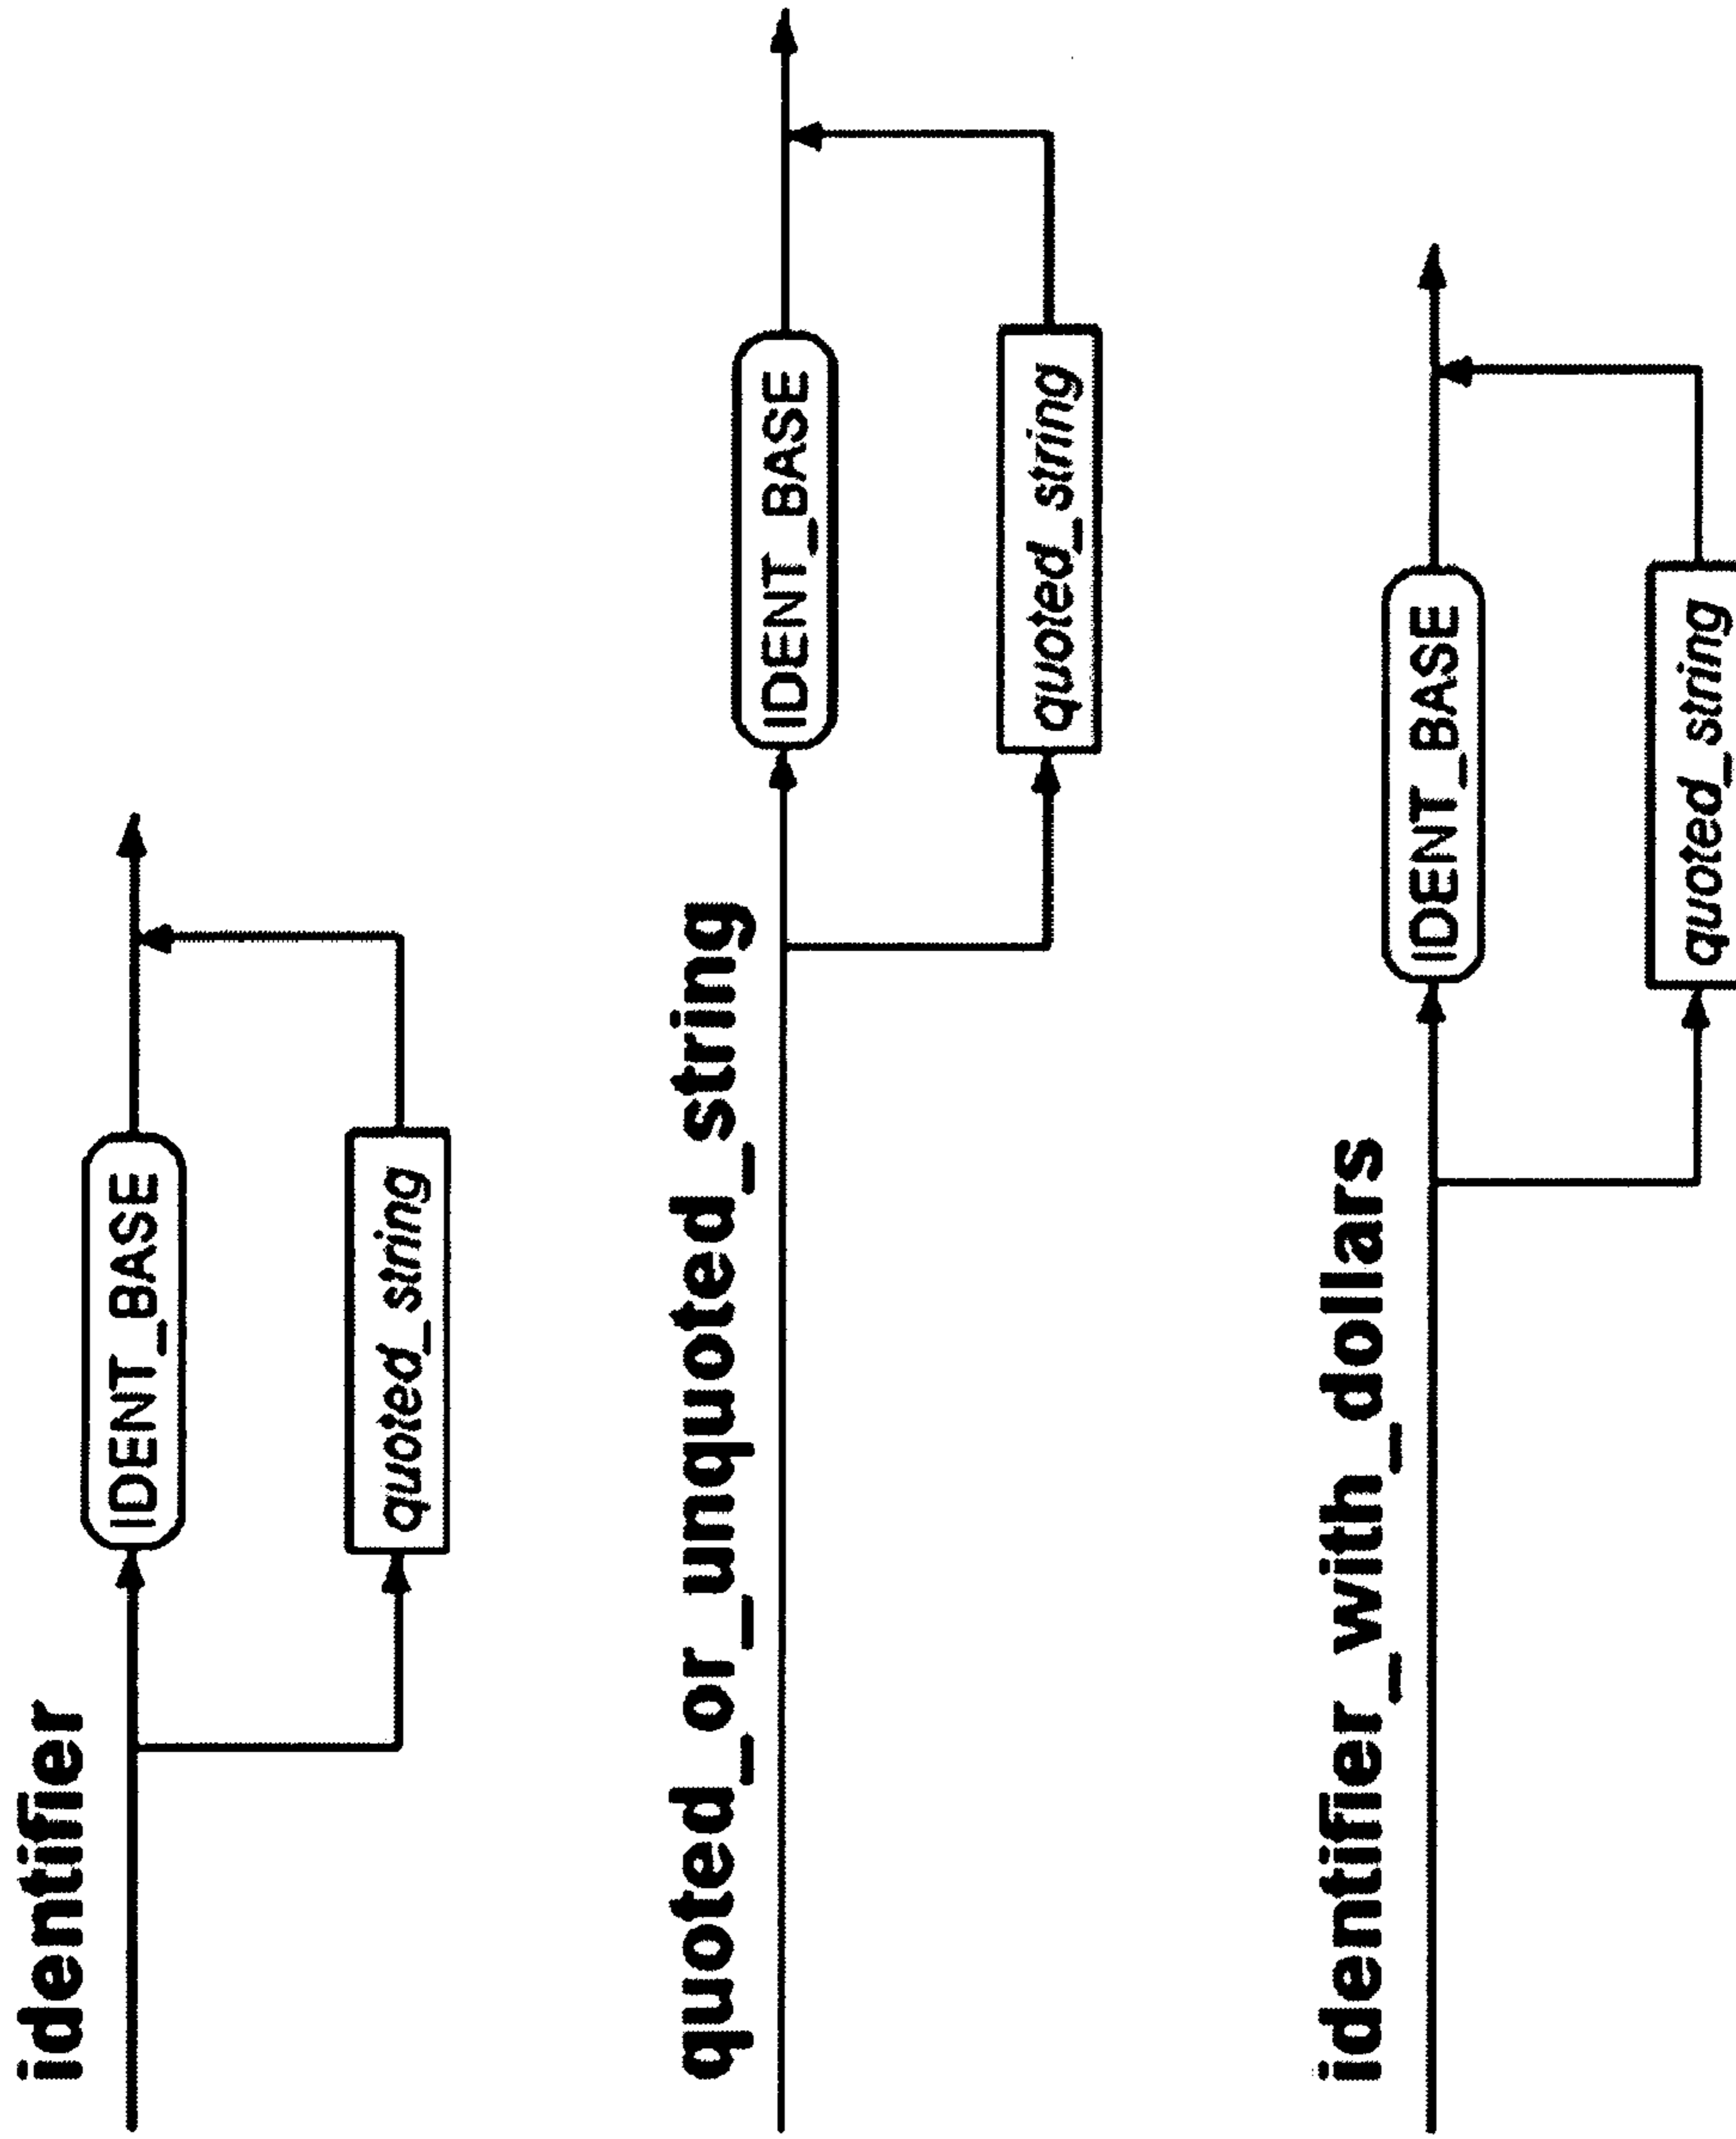 identifier
IDENT_BASE
quoted_string
quoted_or_unquoted_string
IDENT_BASE
quoted_string
identifier_with_dollars
IDENT_BASE
quoted_string